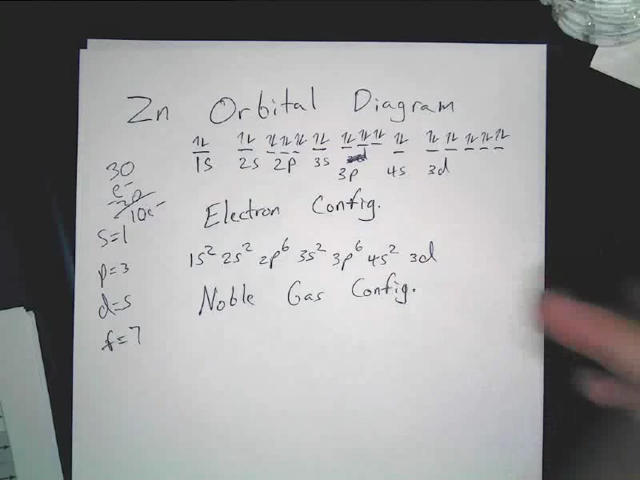 Zn Orbital Diagram
⥮ ⥮ ⥮⥮⥮ ⥮ ⥮⥮⥮ ⥮ ⥮⥮⥮⥮⥮
1s 2s 2p 3s 3p 4s 3d
30
e-
10e-
Electron Config.
s=1
1s² 2s² 2p⁶ 3s² 3p⁶ 4s² 3d
p=3
Noble Gas Config.
d=5
f=7